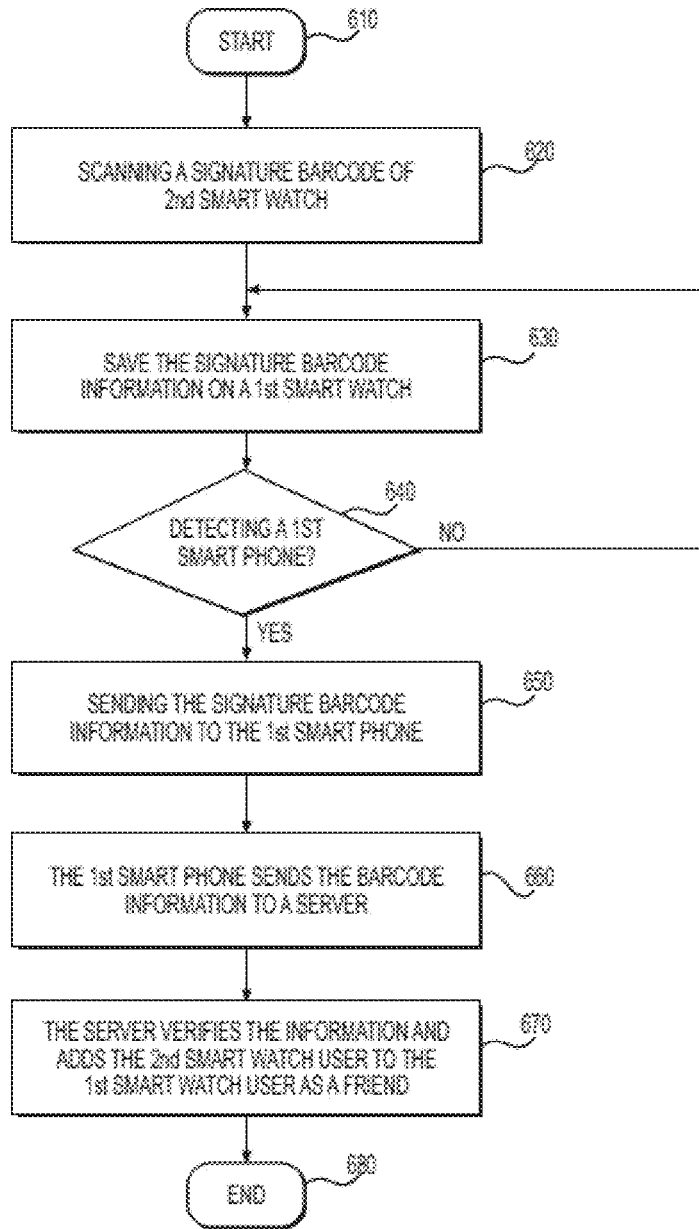 START
610
SCANNING A SIGNATURE BARCODE OF
2nd SMART WATCH
620
SAVE THE SIGNATURE BARCODE
INFORMATION ON A 1st SMART WATCH
630
DETECTING A 1ST
SMART PHONE?
640
NO
YES
SENDING THE SIGNATURE BARCODE
INFORMATION TO THE 1st SMART PHONE
650
THE 1st SMART PHONE SENDS THE BARCODE
INFORMATION TO A SERVER
660
THE SERVER VERIFIES THE INFORMATION AND
ADDS THE 2nd SMART WATCH USER TO THE
1st SMART WATCH USER AS A FRIEND
670
END
680